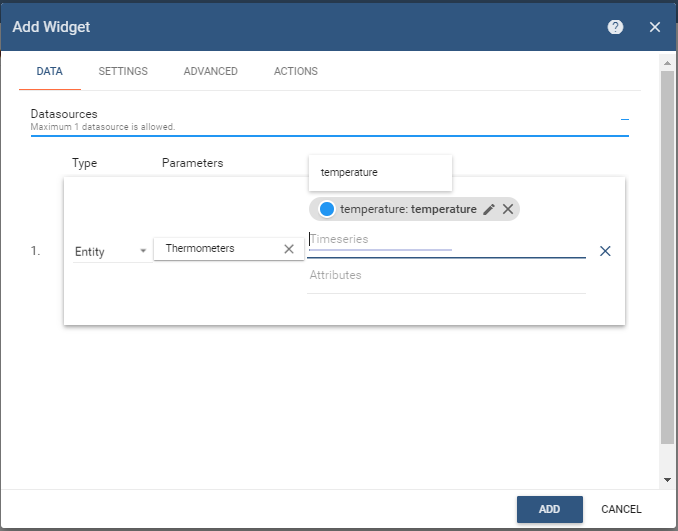 Add Widget
?
DATA SETTINGS ADVANCED ACTIONS
Datasources
Maximum 1 datasource is allowed.
Type Parameters
temperature
temperature: temperature
1. Entity Thermometers Timeseries
Attributes
ADD CANCEL